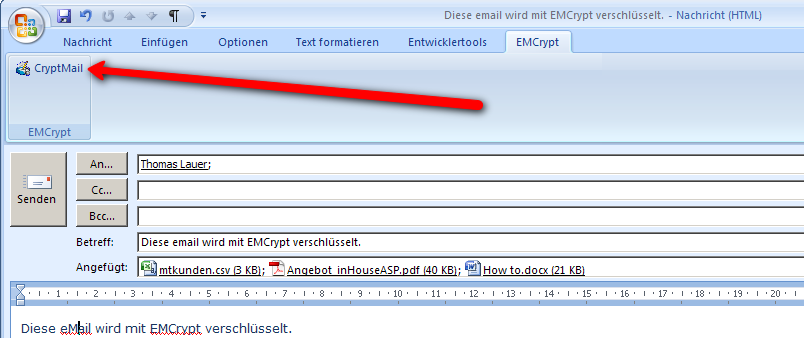 Diese email wird mit EMCrypt verschlüsselt. - Nachricht (HTML)
Nachricht Einfügen Optionen Text formatieren Entwicklertools EMCrypt
CryptMail
EMCrypt
Senden
An... Thomas Lauer;
Cc...
Bcc...
Betreff: Diese email wird mit EMCrypt verschlüsselt.
Angefügt: mtkunden.csv (3 KB); Angebot_inHouseASP.pdf (40 KB); How to.docx (21 KB)
1 2 3 4 5 6 7 8 9 10 11 12 13 14 15 16 17 18 19 20
Diese eMail wird mit EMCrypt verschlüsselt.